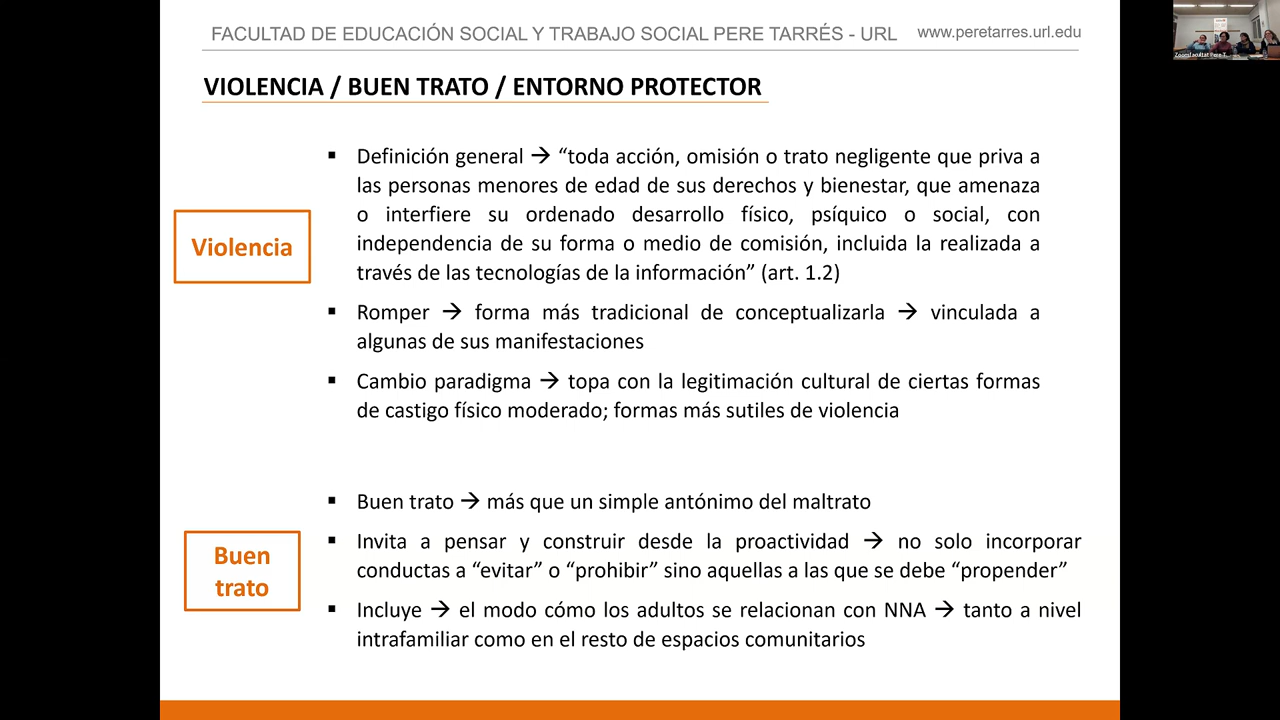 FACULTAD DE EDUCACIÓN SOCIAL Y TRABAJO SOCIAL PERE TARRÉS - URL www.peretarres.url.edu
VIOLENCIA / BUEN TRATO / ENTORNO PROTECTOR
Violencia
▪ Definición general → “toda acción, omisión o trato negligente que priva a
las personas menores de edad de sus derechos y bienestar, que amenaza
o interfiere su ordenado desarrollo físico, psíquico o social, con
independencia de su forma o medio de comisión, incluida la realizada a
través de las tecnologías de la información” (art. 1.2)
▪ Romper → forma más tradicional de conceptualizarla → vinculada a
algunas de sus manifestaciones
▪ Cambio paradigma → topa con la legitimación cultural de ciertas formas
de castigo físico moderado; formas más sutiles de violencia
Buen
trato
▪ Buen trato → más que un simple antónimo del maltrato
▪ Invita a pensar y construir desde la proactividad → no solo incorporar
conductas a “evitar” o “prohibir” sino aquellas a las que se debe “propender”
▪ Incluye → el modo cómo los adultos se relacionan con NNA → tanto a nivel
intrafamiliar como en el resto de espacios comunitarios